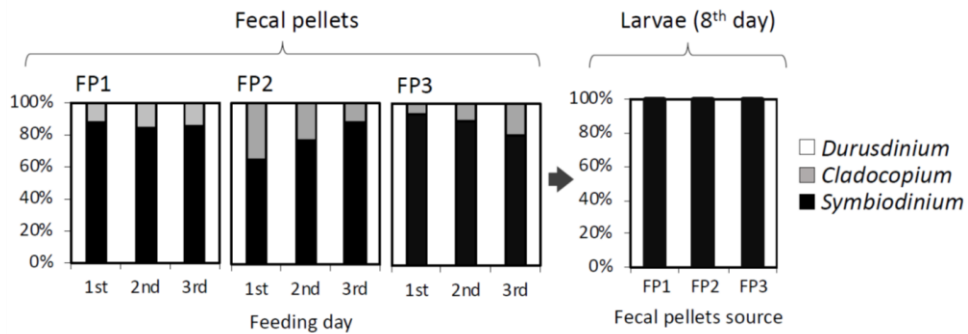 Fecal pellets
Larvae (8th day)
FP1
FP2
FP3
100%
80%
60%
40%
20%
0%
1st 2nd 3rd
1st 2nd 3rd
1st 2nd 3rd
Feeding day
100%
80%
60%
40%
20%
0%
FP1 FP2 FP3
Fecal pellets source
Durusdinium
Cladocopium
Symbiodinium